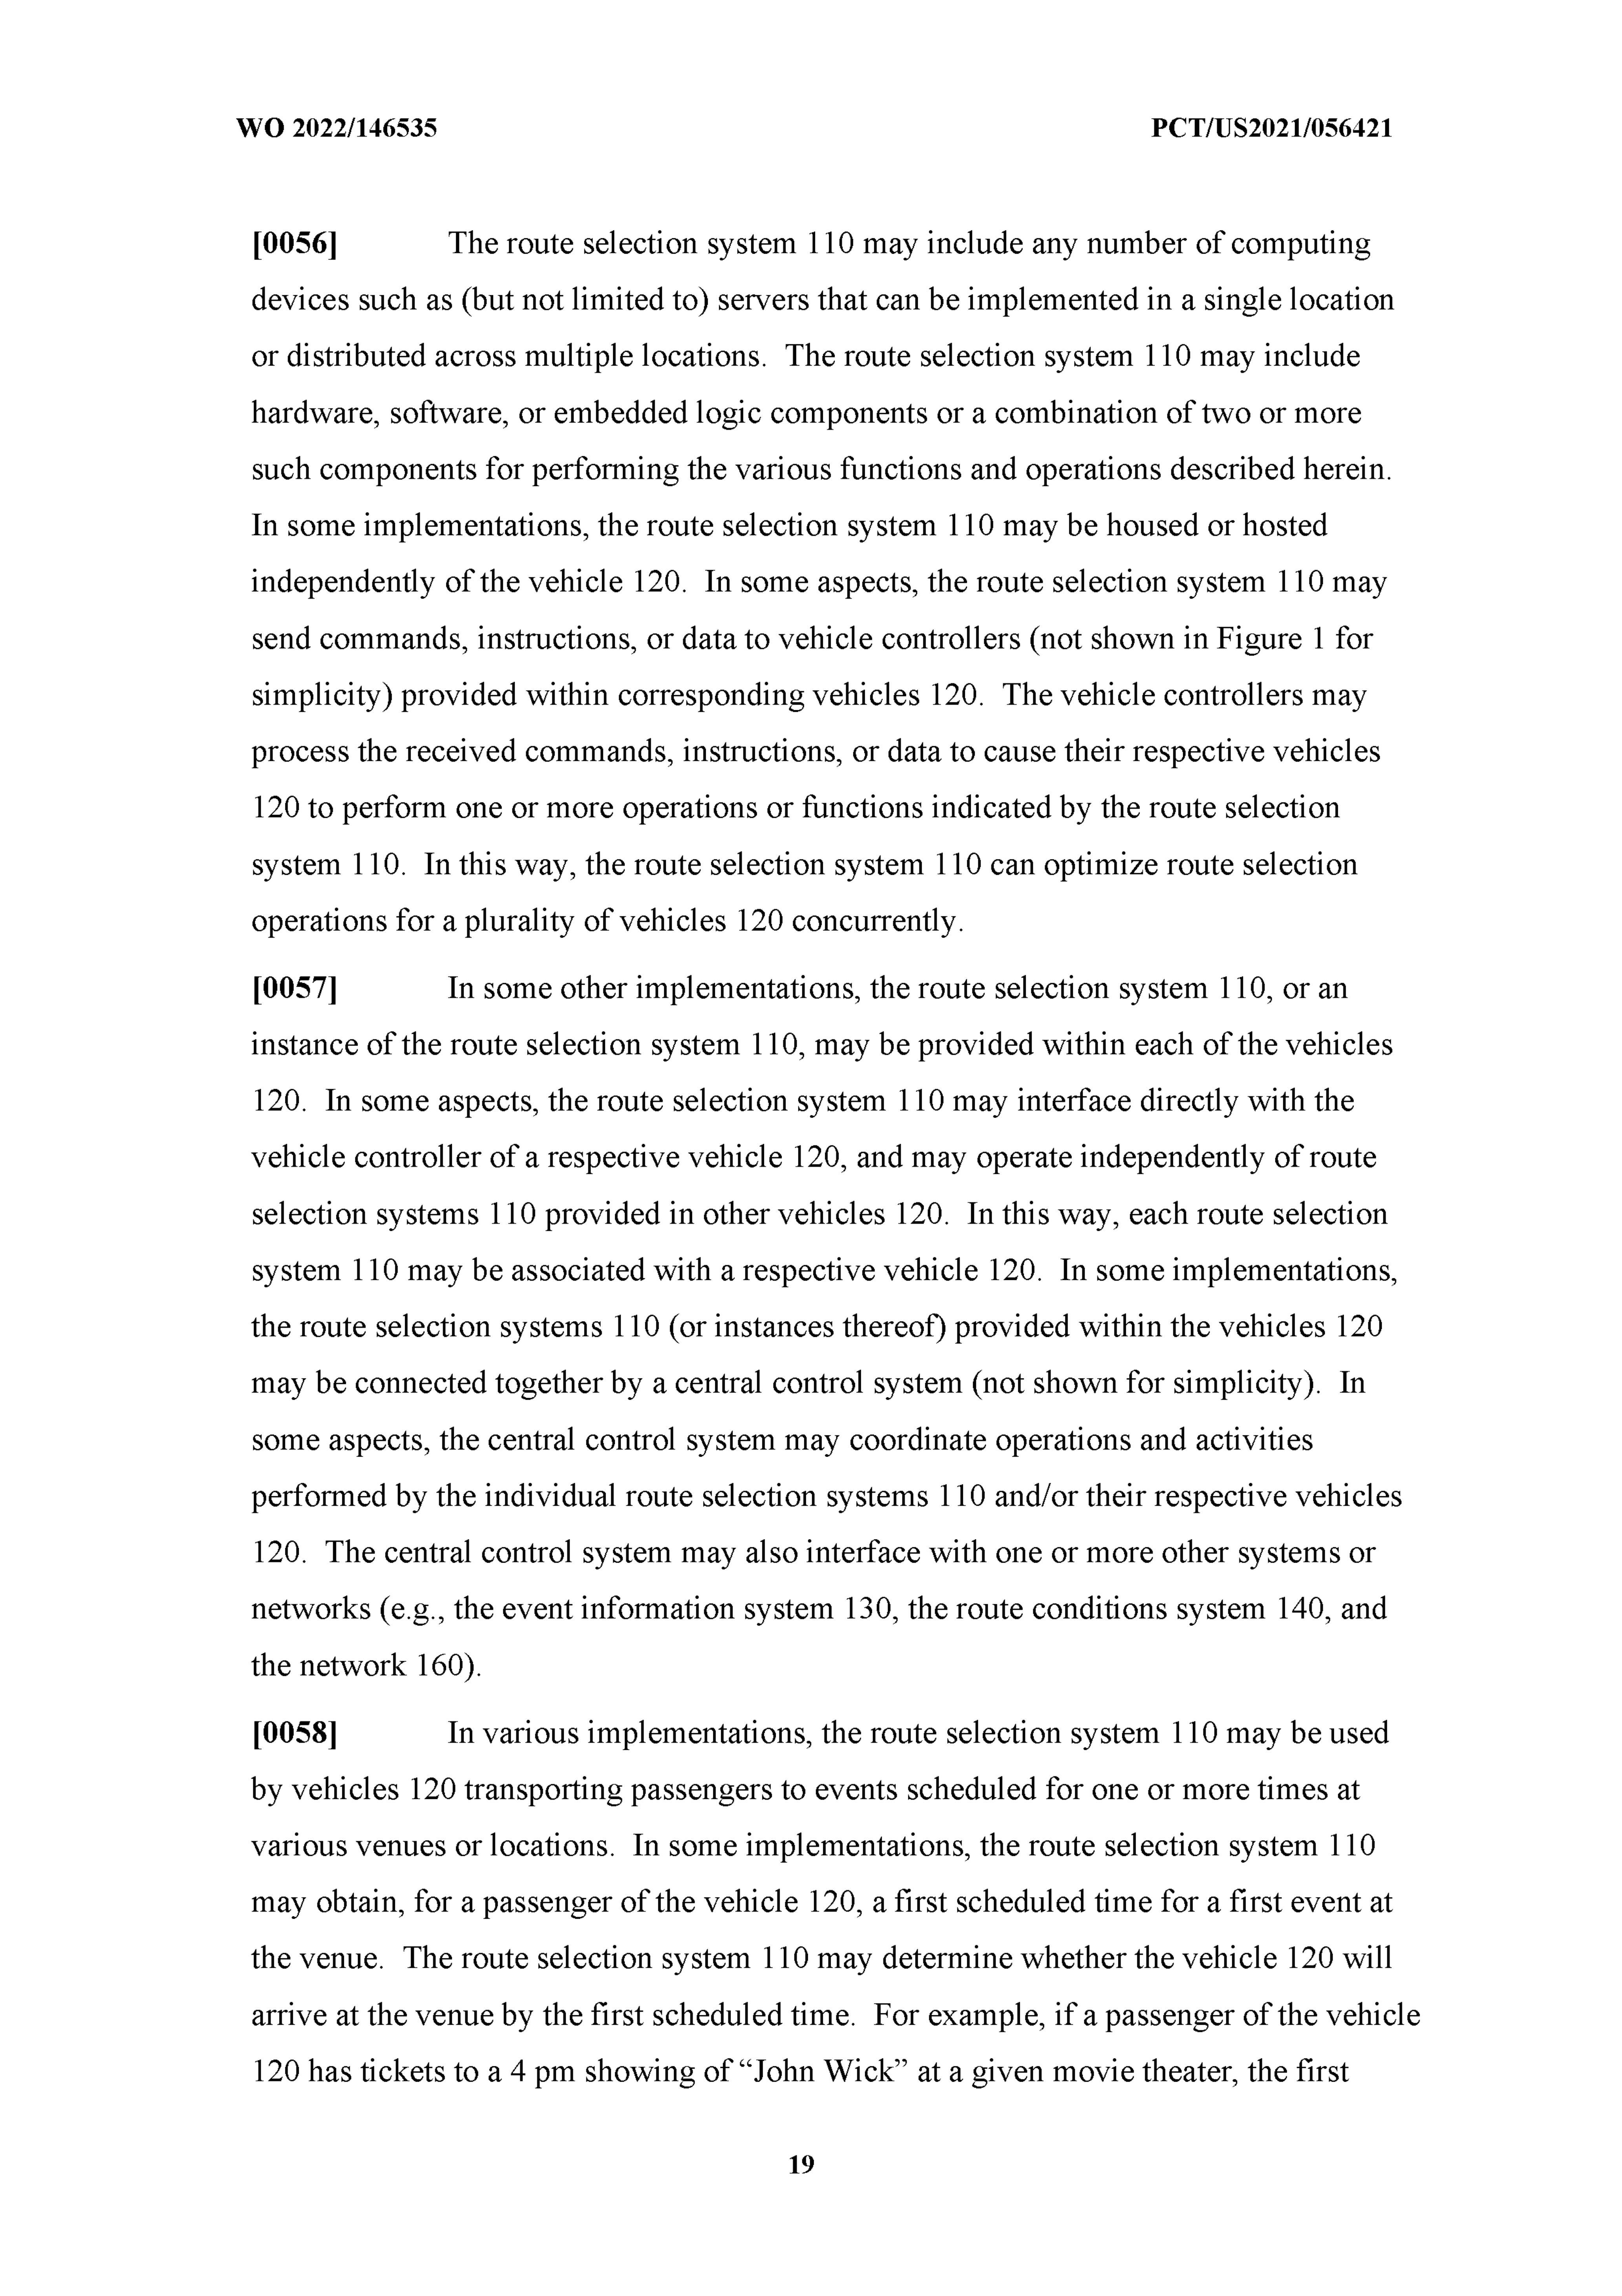 WO 2022/146535 PCT/US2021/056421
[0056] The route selection system 110 may include any number of computing
devices such as (but not limited to) servers that can be implemented in a single location
or distributed across multiple locations. The route selection system 110 may include
hardware, software, or embedded logic components or a combination of two or more
such components for performing the various functions and operations described herein.
In some implementations, the route selection system 110 may be housed or hosted
independently of the vehicle 120. In some aspects, the route selection system 110 may
send commands, instructions, or data to vehicle controllers (not shown in Figure 1 for
simplicity) provided within corresponding vehicles 120. The vehicle controllers may
process the received commands, instructions, or data to cause their respective vehicles
120 to perform one or more operations or functions indicated by the route selection
system 110. In this way, the route selection system 110 can optimize route selection
operations for a plurality of vehicles 120 concurrently.
[0057] In some other implementations, the route selection system 110, or an
instance of the route selection system 110, may be provided within each of the vehicles
120. In some aspects, the route selection system 110 may interface directly with the
vehicle controller of a respective vehicle 120, and may operate independently of route
selection systems 110 provided in other vehicles 120. In this way, each route selection
system 110 may be associated with a respective vehicle 120. In some implementations,
the route selection systems 110 (or instances thereof) provided within the vehicles 120
may be connected together by a central control system (not shown for simplicity). In
some aspects, the central control system may coordinate operations and activities
performed by the individual route selection systems 110 and/or their respective vehicles
120. The central control system may also interface with one or more other systems or
networks (e.g., the event information system 130, the route conditions system 140, and
the network 160).
[0058] In various implementations, the route selection system 110 may be used
by vehicles 120 transporting passengers to events scheduled for one or more times at
various venues or locations. In some implementations, the route selection system 110
may obtain, for a passenger of the vehicle 120, a first scheduled time for a first event at
the venue. The route selection system 110 may determine whether the vehicle 120 will
arrive at the venue by the first scheduled time. For example, if a passenger of the vehicle
120 has tickets to a 4 pm showing of “John Wick” at a given movie theater, the first
19